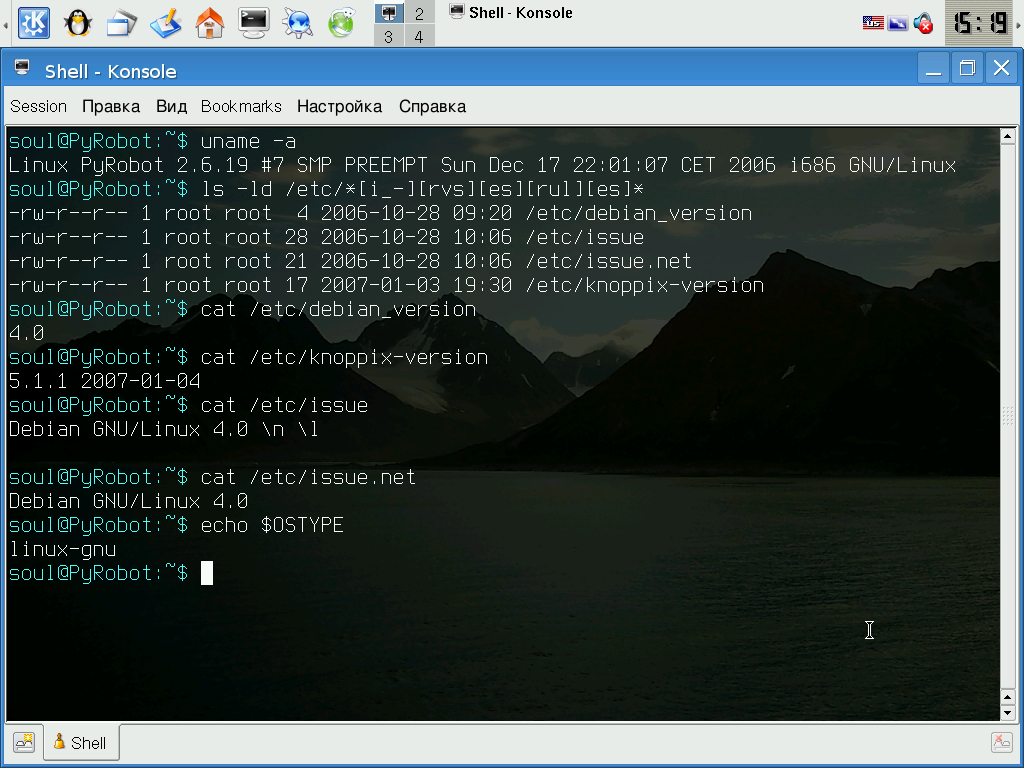 2
3 4
Shell - Konsole
us
15:19
Shell - Konsole
Session Правка Вид Bookmarks Настройка Справка
soul@PyRobot:~$ uname -a
Linux PyRobot 2.6.19 #7 SMP PREEMPT Sun Dec 17 22:01:07 CET 2006 i686 GNU/Linux
soul@PyRobot:~$ ls -ld /etc/*[i_-][rvs][es][rul][es]*
-rw-r--r-- 1 root root  4 2006-10-28 09:20 /etc/debian_version
-rw-r--r-- 1 root root 28 2006-10-28 10:06 /etc/issue
-rw-r--r-- 1 root root 21 2006-10-28 10:06 /etc/issue.net
-rw-r--r-- 1 root root 17 2007-01-03 19:30 /etc/knoppix-version
soul@PyRobot:~$ cat /etc/debian_version
4.0
soul@PyRobot:~$ cat /etc/knoppix-version
5.1.1 2007-01-04
soul@PyRobot:~$ cat /etc/issue
Debian GNU/Linux 4.0 \n \l
soul@PyRobot:~$ cat /etc/issue.net
Debian GNU/Linux 4.0
soul@PyRobot:~$ echo $OSTYPE
linux-gnu
soul@PyRobot:~$
Shell